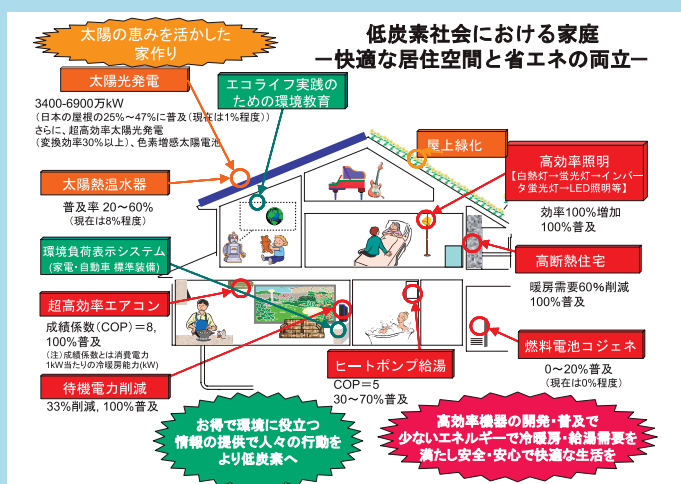 太陽の恵みを活かした
家作り
低炭素社会における家庭
ー快適な居住空間と省エネの両立ー
太陽光発電
3400-6900万kW
(日本の屋根の25%〜47%に普及(現在は1%程度))
さらに、超高効率太陽光発電
(変換効率30%以上)、色素増感太陽電池
エコライフ実践の
ための環境教育
屋上緑化
高効率照明
【白熱灯→蛍光灯→インバー
タ蛍光灯→LED照明等】
効率100%増加
100%普及
太陽熱温水器
普及率 20〜60%
(現在は8%程度)
環境負荷表示システム
(家電・自動車 標準装備)
高断熱住宅
暖房需要60%削減
100%普及
超高効率エアコン
成績係数(COP)=8,
100%普及
(注)成績係数とは消費電力
1kW当たりの冷暖房能力(kW)
待機電力削減
33%削減, 100%普及
ヒートポンプ給湯
COP=5
30〜70%普及
燃料電池コジェネ
0〜20%普及
(現在は0%程度)
お得で環境に役立つ
情報の提供で人々の行動を
より低炭素へ
高効率機器の開発・普及で
少ないエネルギーで冷暖房・給湯需要を
満たし安全・安心で快適な生活を